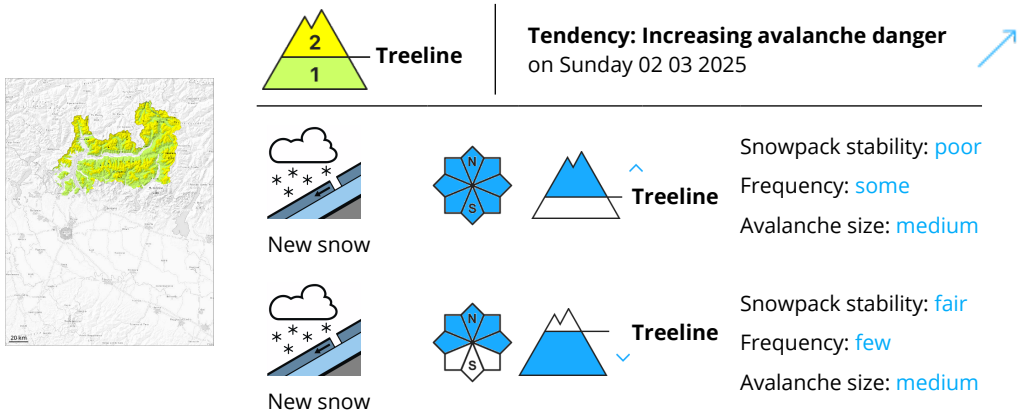 2
1
Treeline
Tendency: Increasing avalanche danger
on Sunday 02 03 2025
20 km
N
S
Treeline
New snow
Snowpack stability: poor
Frequency: some
Avalanche size: medium
N
S
Treeline
New snow
Snowpack stability: fair
Frequency: few
Avalanche size: medium